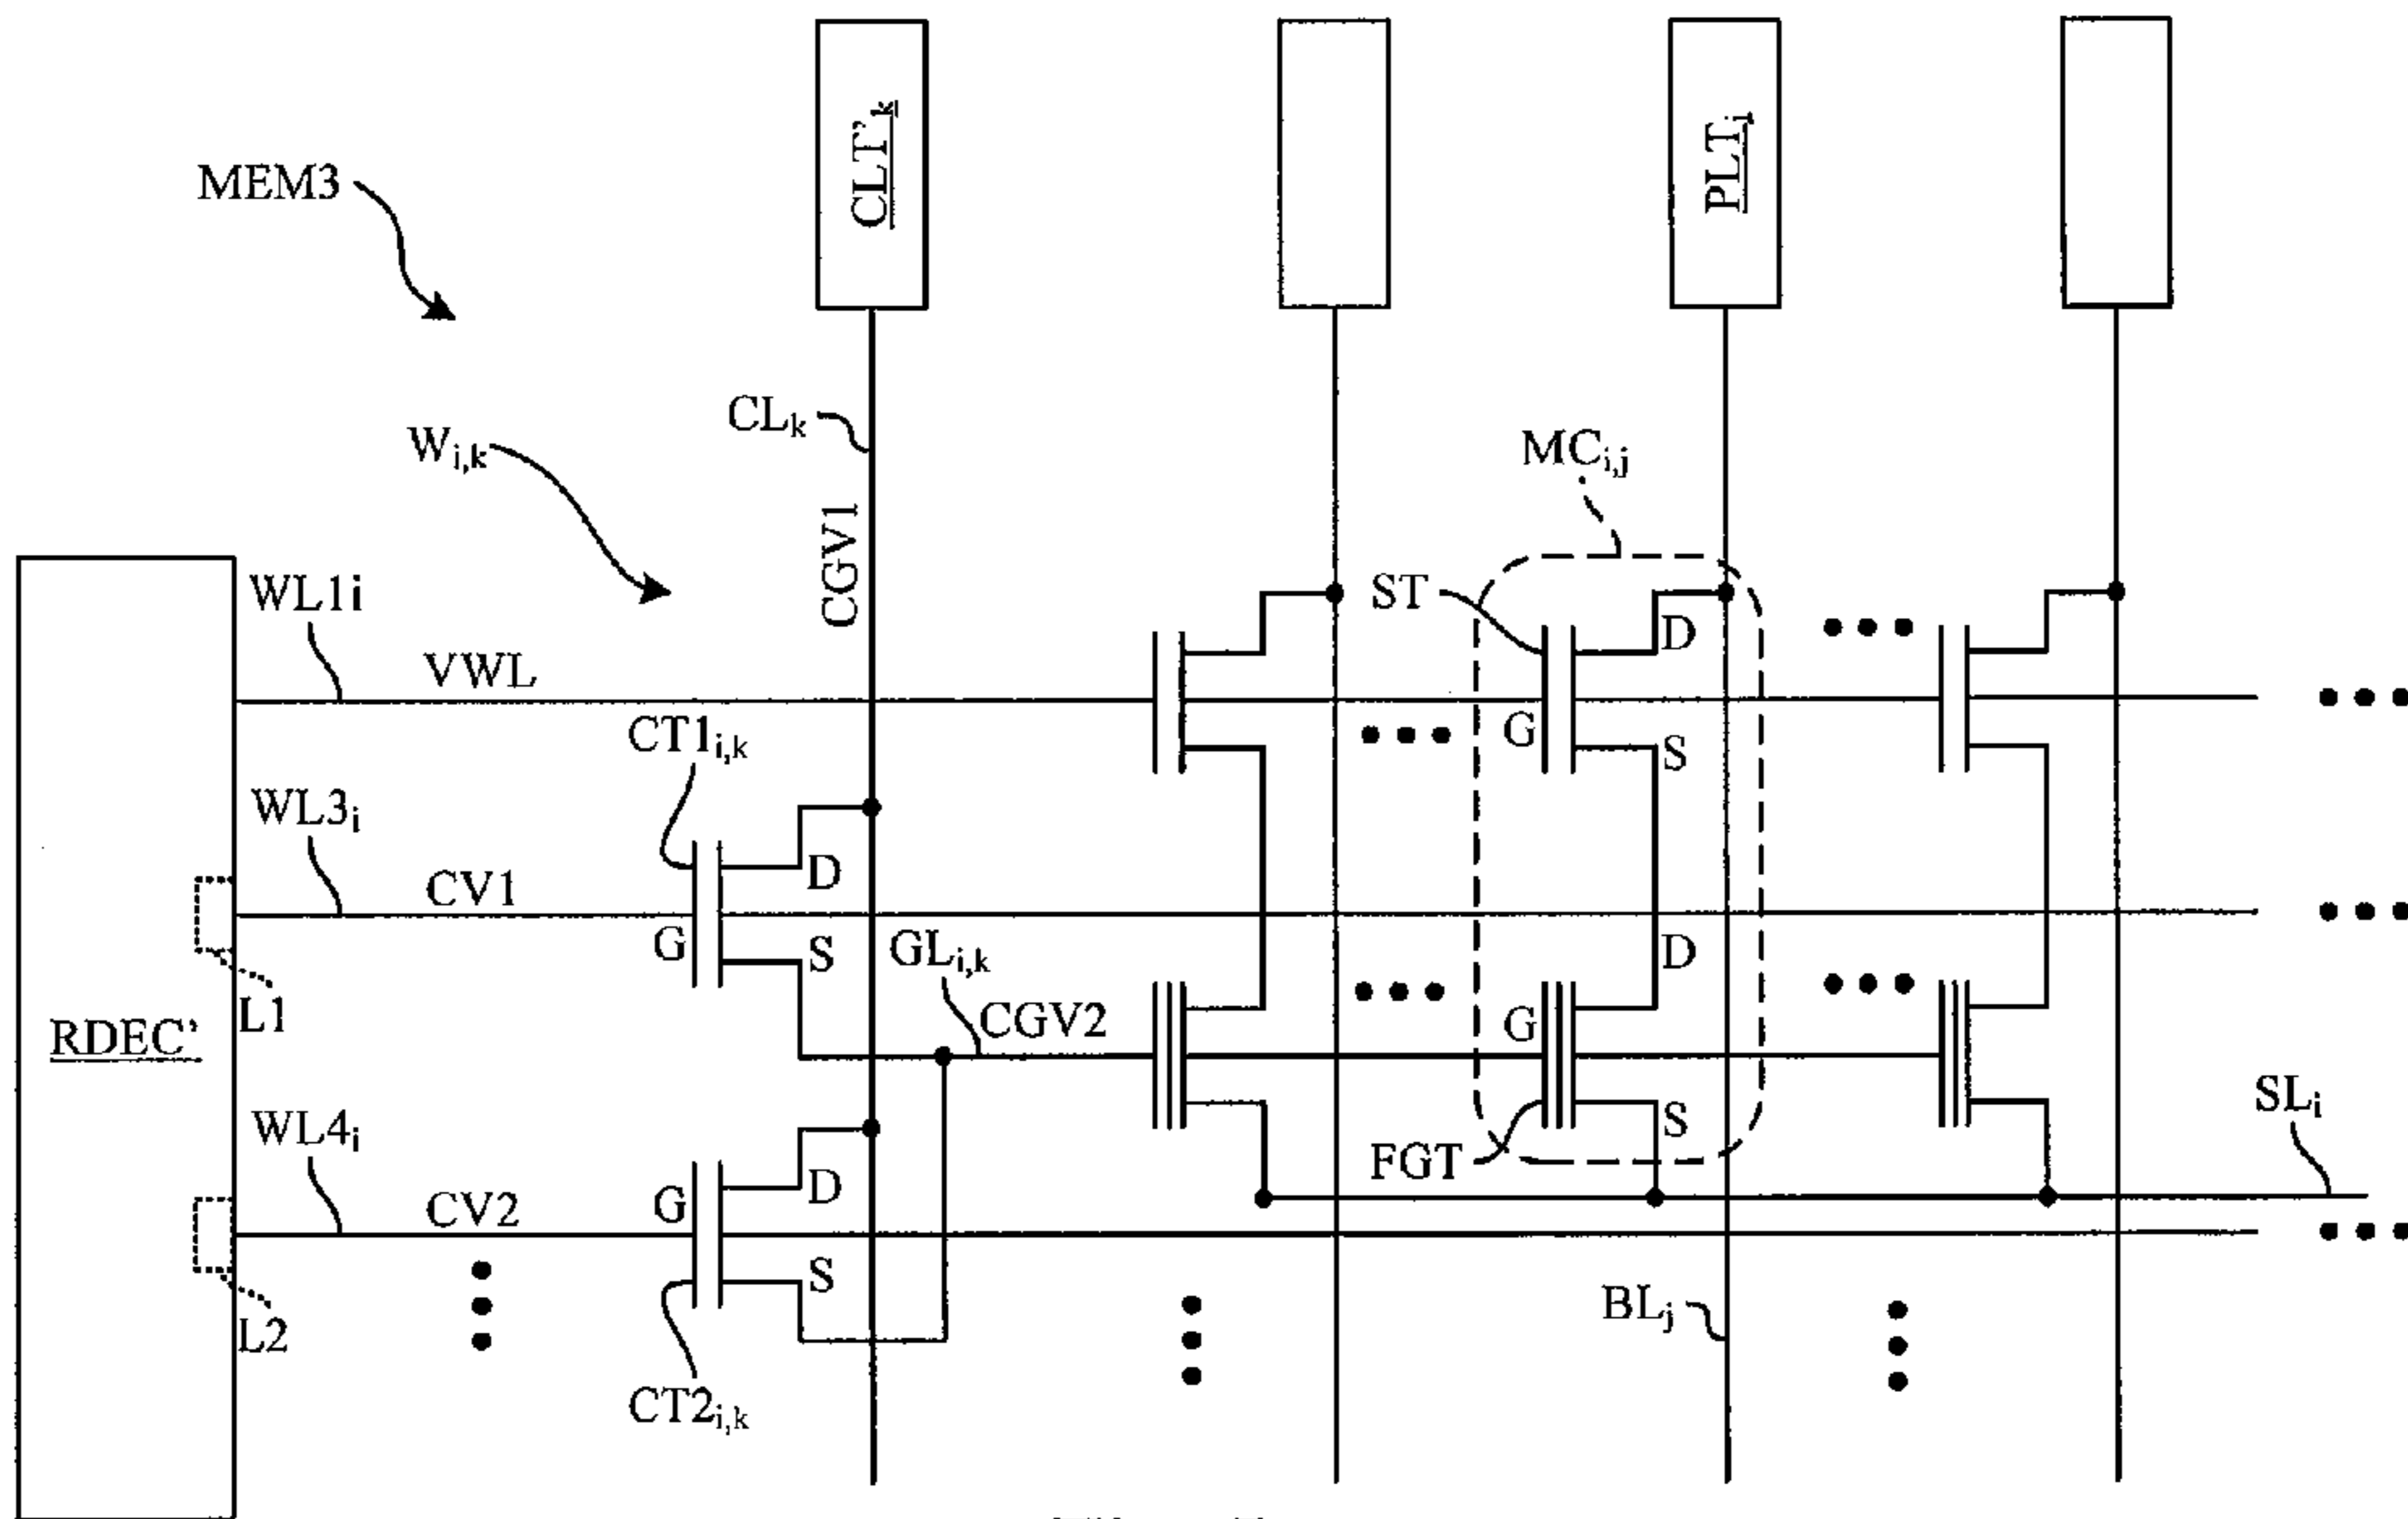 CLT'k
PLTj
MEM3
CLk
Wi,k
MCi,j
CGV1
WL1i
ST
D
VWL
CT1i,k
G
S
WL3i
D
CV1
G
S
GLi,k
D
L1
CGV2
G
RDEC'
SLi
WL4i
FGT
S
G
D
CV2
S
BLj
L2
CT2i,k